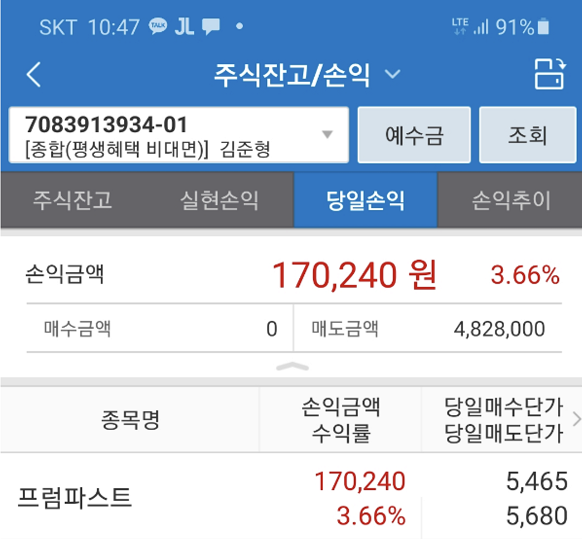 SKT 10:47 TALK JL LTE 91%
주식잔고/손익
7083913934-01
[종합(평생혜택 비대면)] 김준형
예수금
조회
주식잔고 실현손익 당일손익 손익추이
손익금액 170,240 원 3.66%
매수금액 0 매도금액 4,828,000
종목명 손익금액 당일매수단가
수익률 당일매도단가
프럼파스트 170,240 5,465
3.66% 5,680